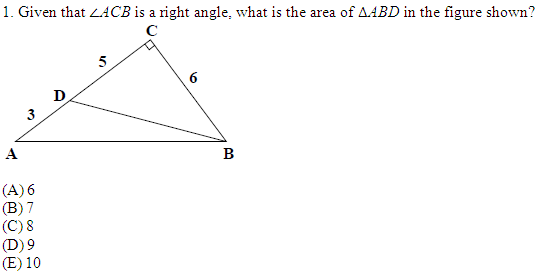 1. Given that ∠ACB is a right angle, what is the area of ΔABD in the figure shown?
C
5
6
D
3
A
B
(A) 6
(B) 7
(C) 8
(D) 9
(E) 10